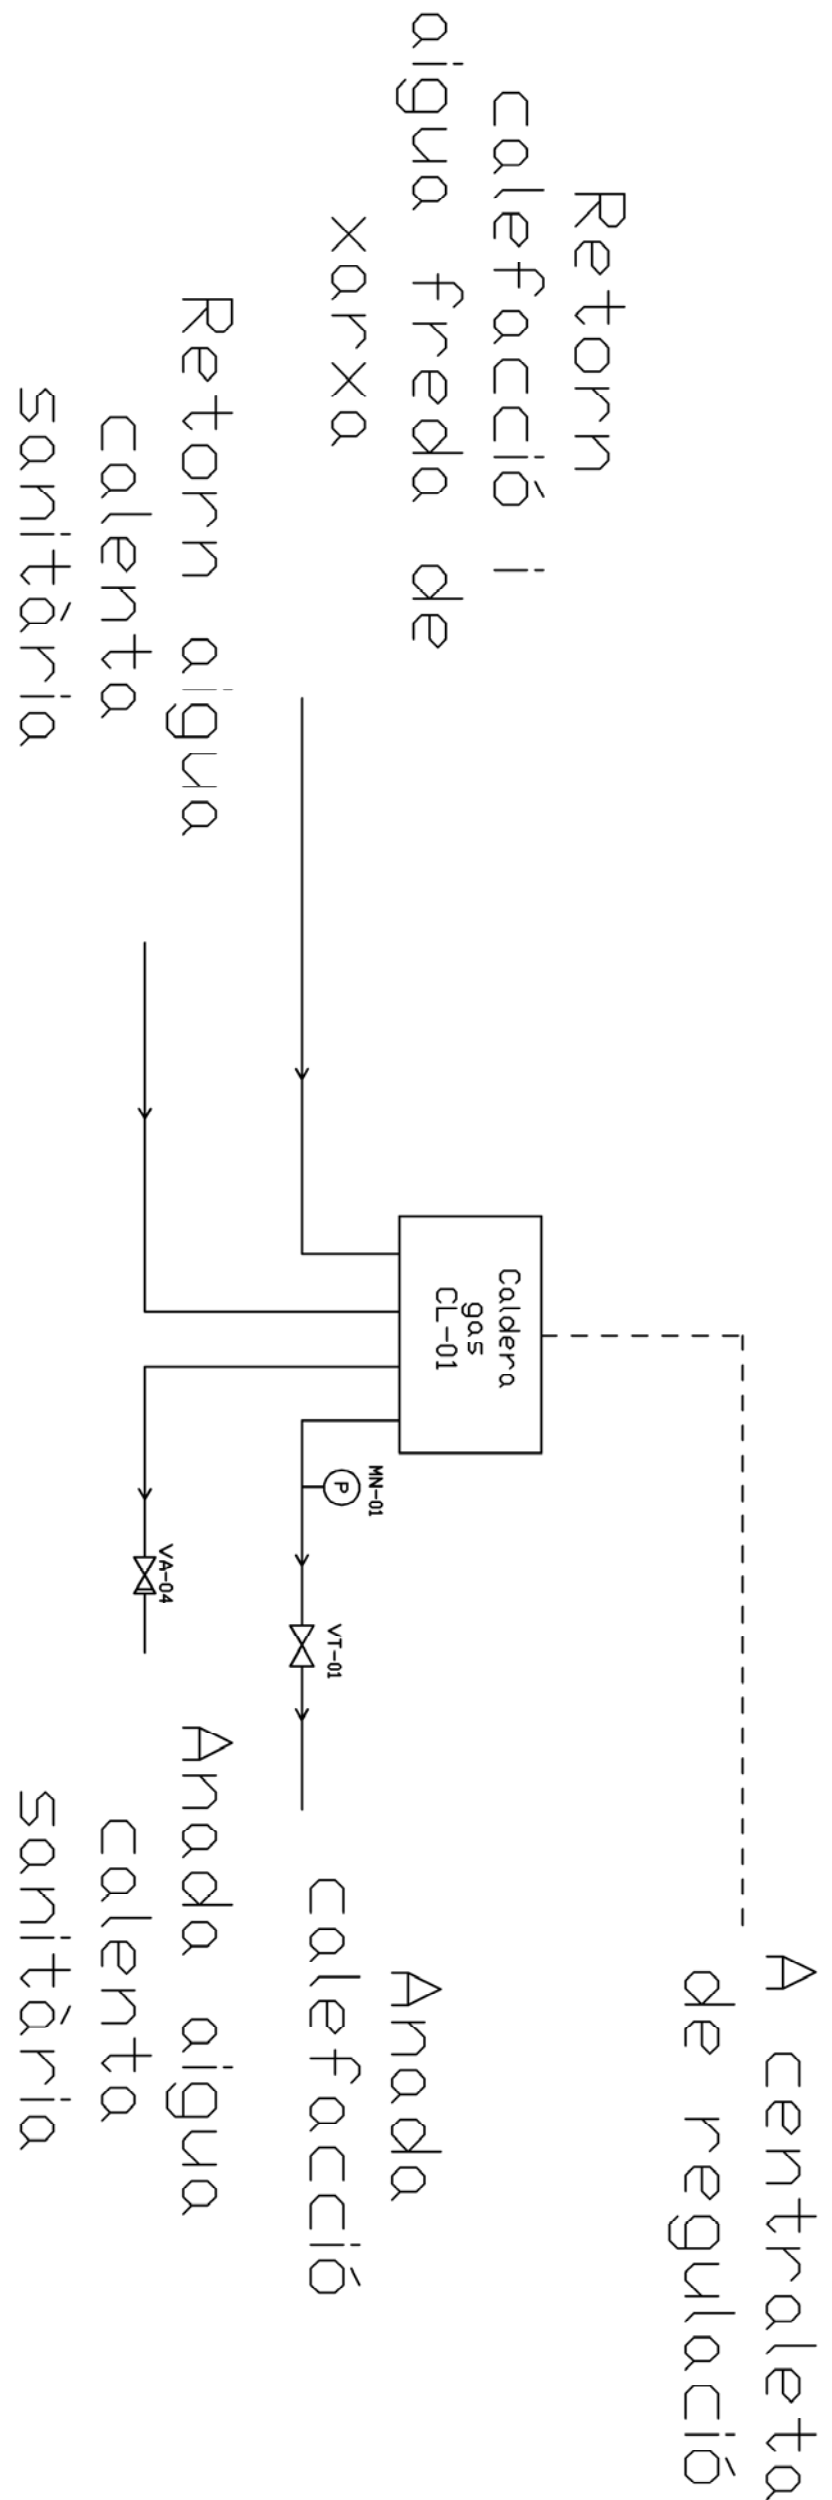 A centraleta
de regulació
Retorn
calefacció i
aigua freda de
xarxa
Caldera
gas
CL-01
Anada
calefacció
MN-01
P
VT-01
Retorn aigua
calenta
sanitària
VA-04
Anada aigua
calenta
sanitària